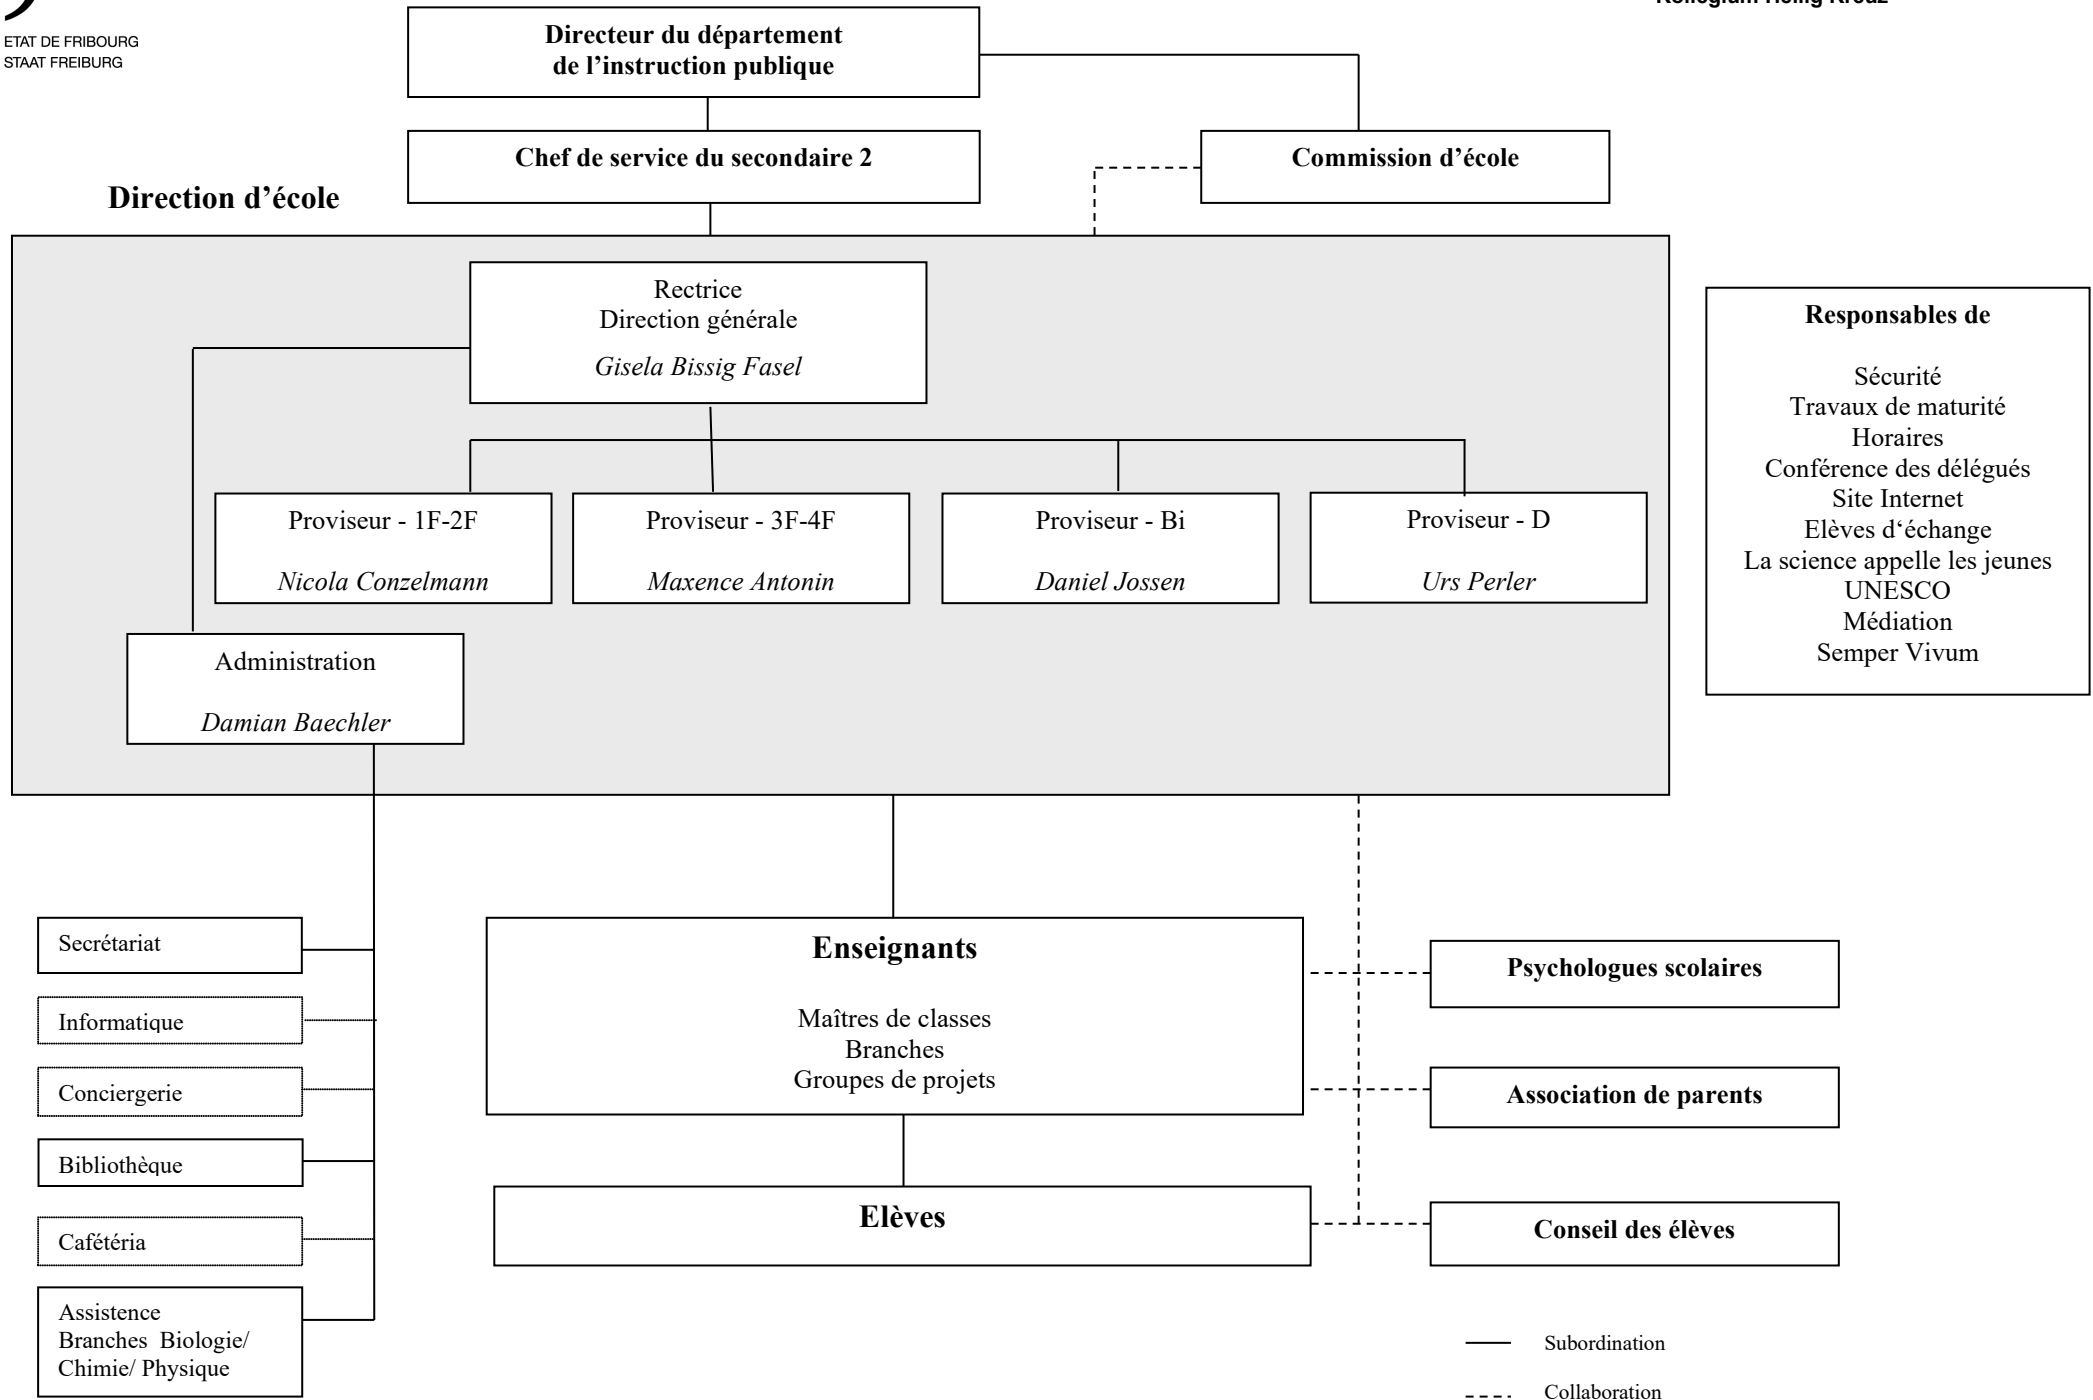 Kollegium Heilig Kreuz
ETAT DE FRIBOURG
STAAT FREIBURG
Directeur du département
de l’instruction publique
Chef de service du secondaire 2
Commission d’école
Direction d’école
Rectrice
Direction générale
Gisela Bissig Fasel
Responsables de
Sécurité
Travaux de maturité
Horaires
Conférence des délégués
Site Internet
Elèves d‘échange
La science appelle les jeunes
UNESCO
Médiation
Semper Vivum
Proviseur - 1F-2F
Nicola Conzelmann
Proviseur - 3F-4F
Maxence Antonin
Proviseur - Bi
Daniel Jossen
Proviseur - D
Urs Perler
Administration
Damian Baechler
Secrétariat
Informatique
Conciergerie
Bibliothèque
Cafétéria
Assistence
Branches Biologie/
Chimie/ Physique
Enseignants
Maîtres de classes
Branches
Groupes de projets
Elèves
Psychologues scolaires
Association de parents
Conseil des élèves
Subordination
Collaboration